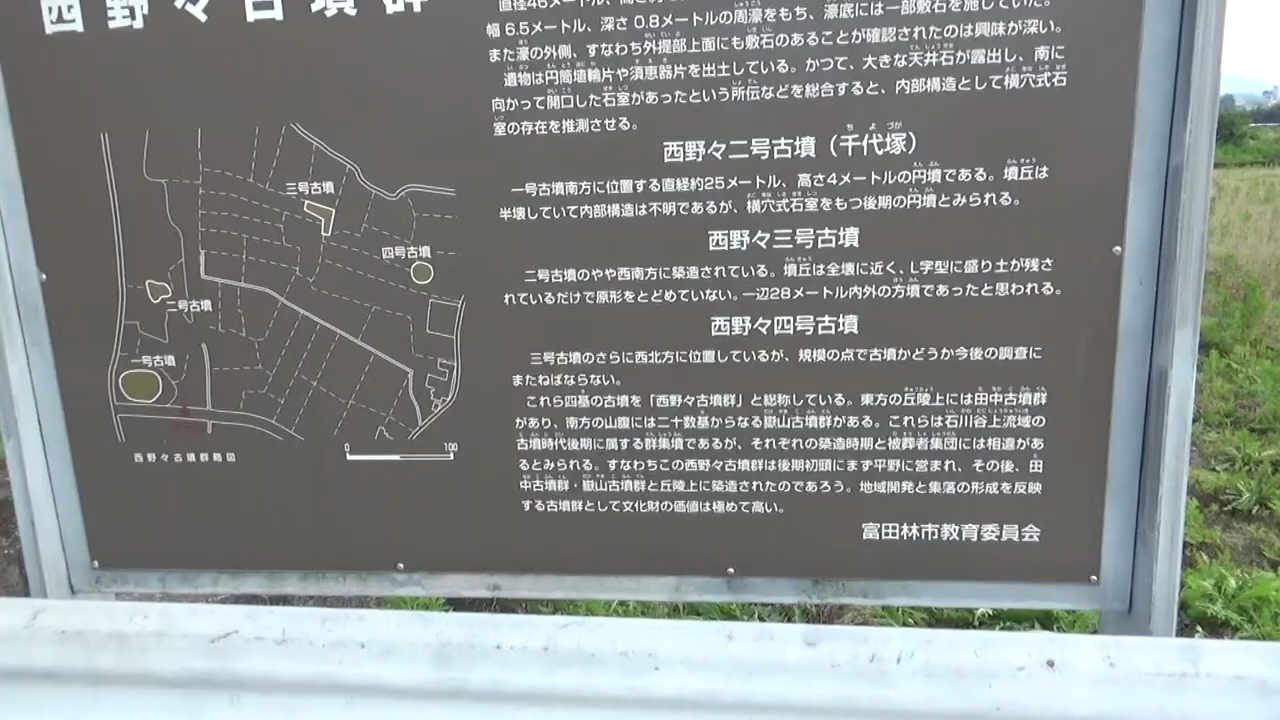 西野々古墳群
直径46メートル、高さ
幅6.5メートル、深さ0.8メートルの周濠をもち、濠底には一部敷石を施していた。
また濠の外側、すなわち外提部上面にも敷石のあることが確認されたのは興味が深い。
遺物は円筒埴輪片や須恵器片を出土している。かつて、大きな天井石が露出し、南に
向かって開口した石室があったという所伝などを総合すると、内部構造として横穴式石
室の存在を推測させる。
西野々二号古墳（千代塚）
一号古墳南方に位置する直経約25メートル、高さ4メートルの円墳である。墳丘は
半壊していて内部構造は不明であるが、横穴式石室をもつ後期の円墳とみられる。
西野々三号古墳
二号古墳のやや西南方に築造されている。墳丘は全壊に近く、L字型に盛り土が残さ
れているだけで原形をとどめていない。一辺28メートル内外の方墳であったと思われる。
西野々四号古墳
三号古墳のさらに西北方に位置しているが、規模の点で古墳かどうか今後の調査に
またねばならない。
これら四基の古墳を「西野々古墳群」と総称している。東方の丘陵上には田中古墳群
があり、南方の山腹には二十数基からなる嶽山古墳群がある。これらは石川谷上流域の
古墳時代後期に属する群集墳であるが、それぞれの築造時期と被葬者集団には相違があ
るとみられる。すなわちこの西野々古墳群は後期初頭にまず平野に営まれ、その後、田
中古墳群・嶽山古墳群と丘陵上に築造されたのであろう。地域開発と集落の形成を反映
する古墳群として文化財の価値は極めて高い。
富田林市教育委員会
三号古墳
四号古墳
二号古墳
一号古墳
西野々古墳群略図
0 100